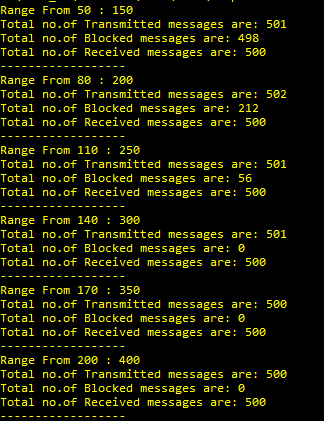 Range From 50 : 150
Total no.of Transmitted messages are: 501
Total no.of Blocked messages are: 498
Total no.of Received messages are: 500
------------------
Range From 80 : 200
Total no.of Transmitted messages are: 502
Total no.of Blocked messages are: 212
Total no.of Received messages are: 500
------------------
Range From 110 : 250
Total no.of Transmitted messages are: 501
Total no.of Blocked messages are: 56
Total no.of Received messages are: 500
------------------
Range From 140 : 300
Total no.of Transmitted messages are: 501
Total no.of Blocked messages are: 0
Total no.of Received messages are: 500
------------------
Range From 170 : 350
Total no.of Transmitted messages are: 500
Total no.of Blocked messages are: 0
Total no.of Received messages are: 500
------------------
Range From 200 : 400
Total no.of Transmitted messages are: 500
Total no.of Blocked messages are: 0
Total no.of Received messages are: 500
------------------